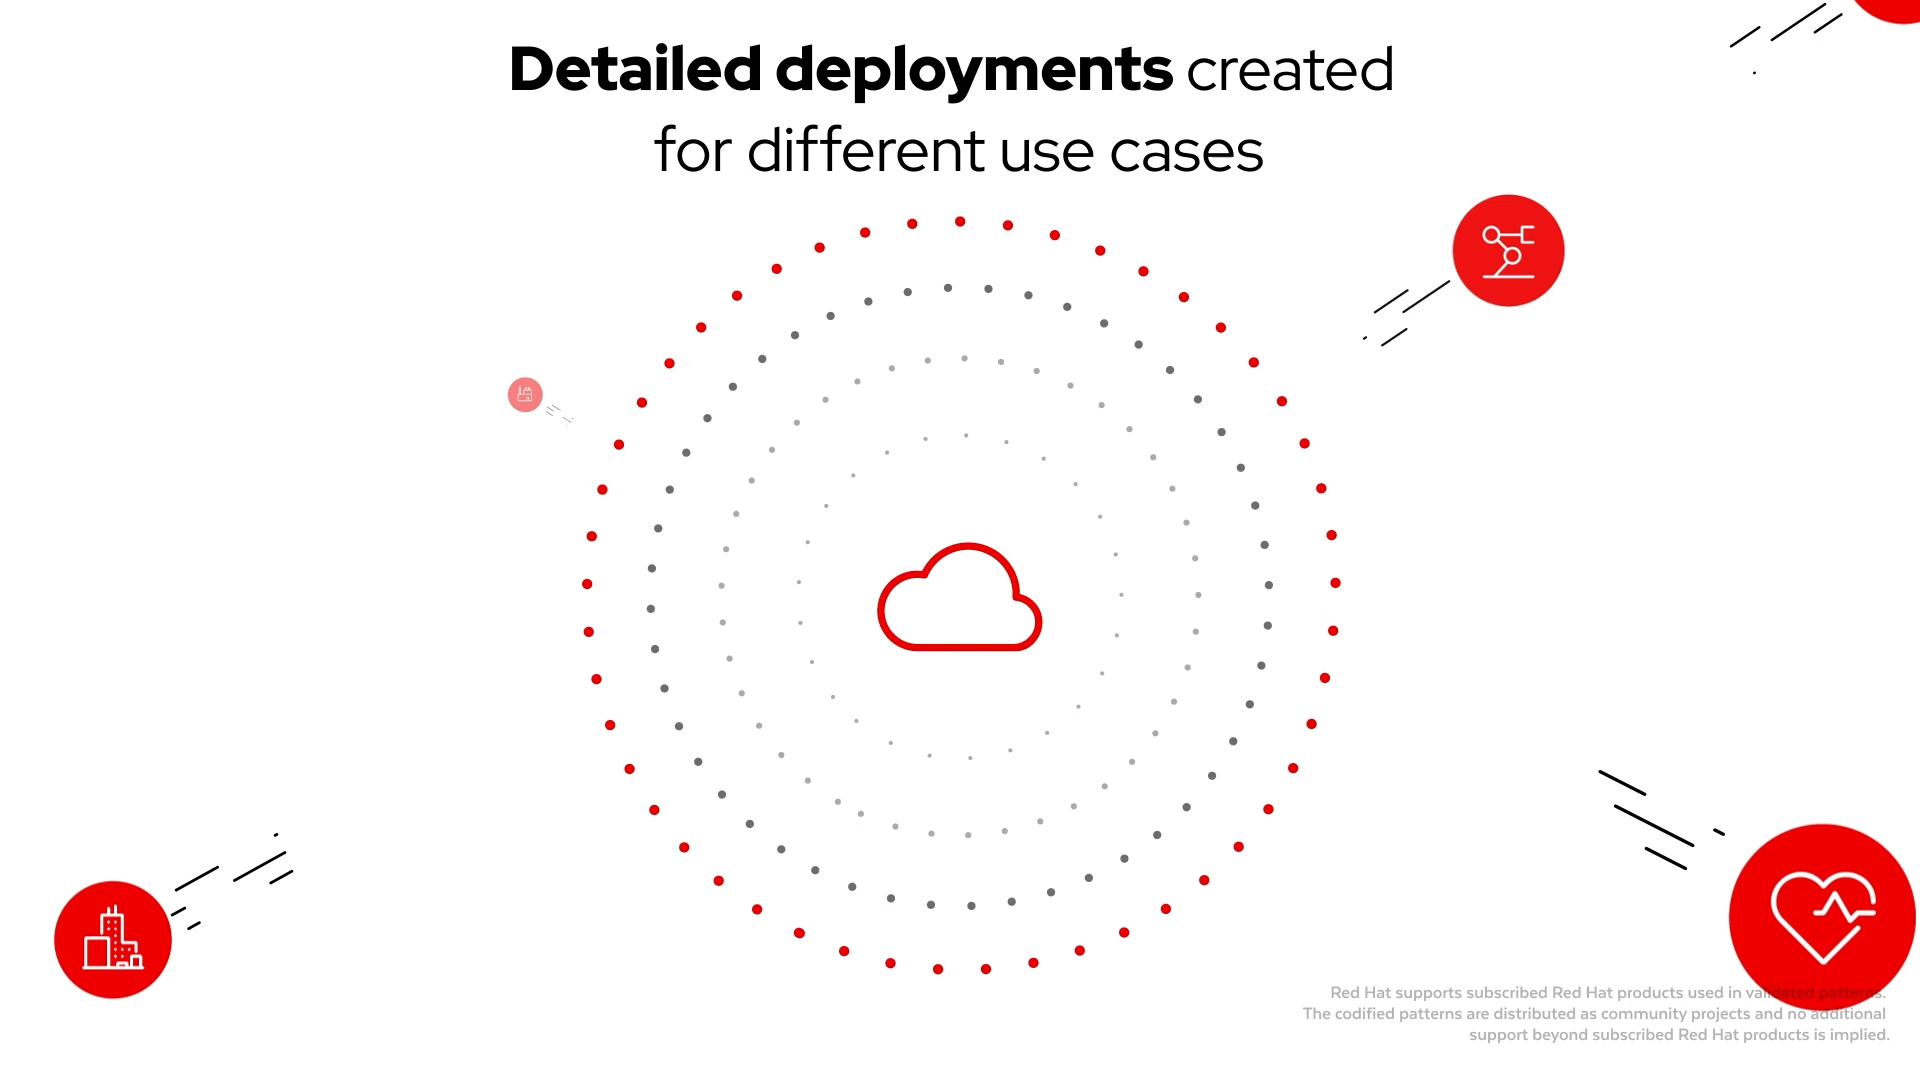 Detailed deployments created
for different use cases
Red Hat supports subscribed Red Hat products used in validated patterns.
The codified patterns are distributed as community projects and no additional
support beyond subscribed Red Hat products is implied.